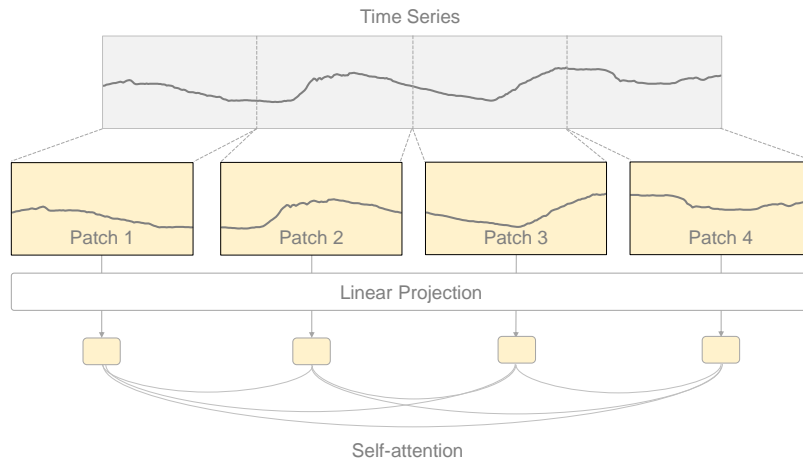 Time Series
Patch 1
Patch 2
Patch 3
Patch 4
Linear Projection
Self-attention